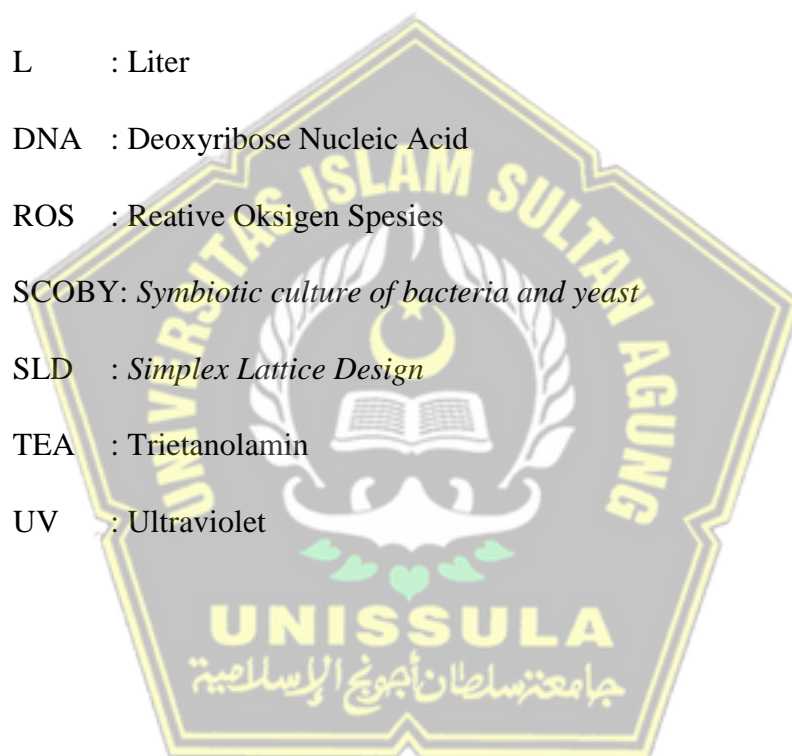 L : Liter
DNA : Deoxyribose Nucleic Acid
ROS : Reative Oksigen Spesies
SCOBY: Symbiotic culture of bacteria and yeast
SLD : Simplex Lattice Design
TEA : Trietanolamin
UV : Ultraviolet
UNIVERSITAS ISLAM SULTAN AGUNG
UNISSULA
جامعة سلطان أجونج الإسلامية